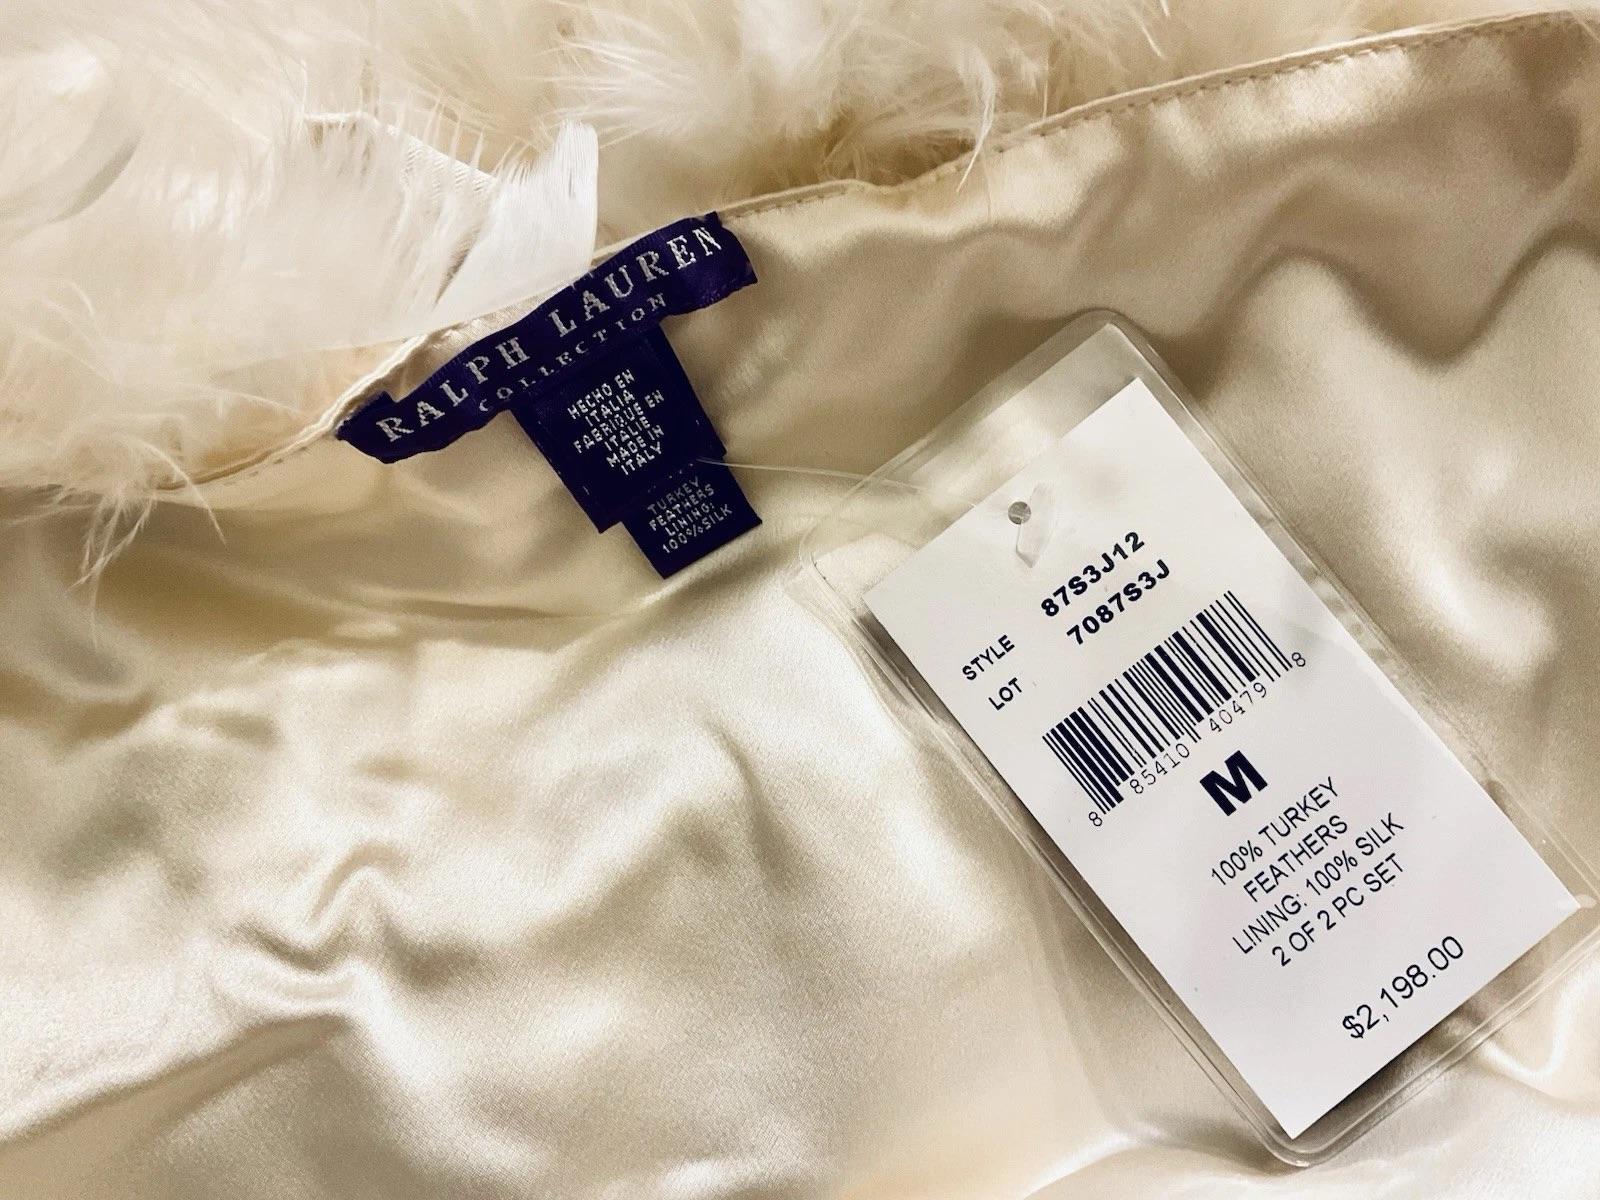 RALPH LAUREN
COLLECTION
HECHO EN
ITALIA
FABRIQUE EN
ITALIE
MADE IN
ITALY
TURKEY
FEATHERS
LINING:
100%SILK
STYLE 87S3J12
LOT 7087S3J
8 85410 40479 8
M
100% TURKEY
FEATHERS
LINING: 100% SILK
2 OF 2 PC SET
$2,198.00